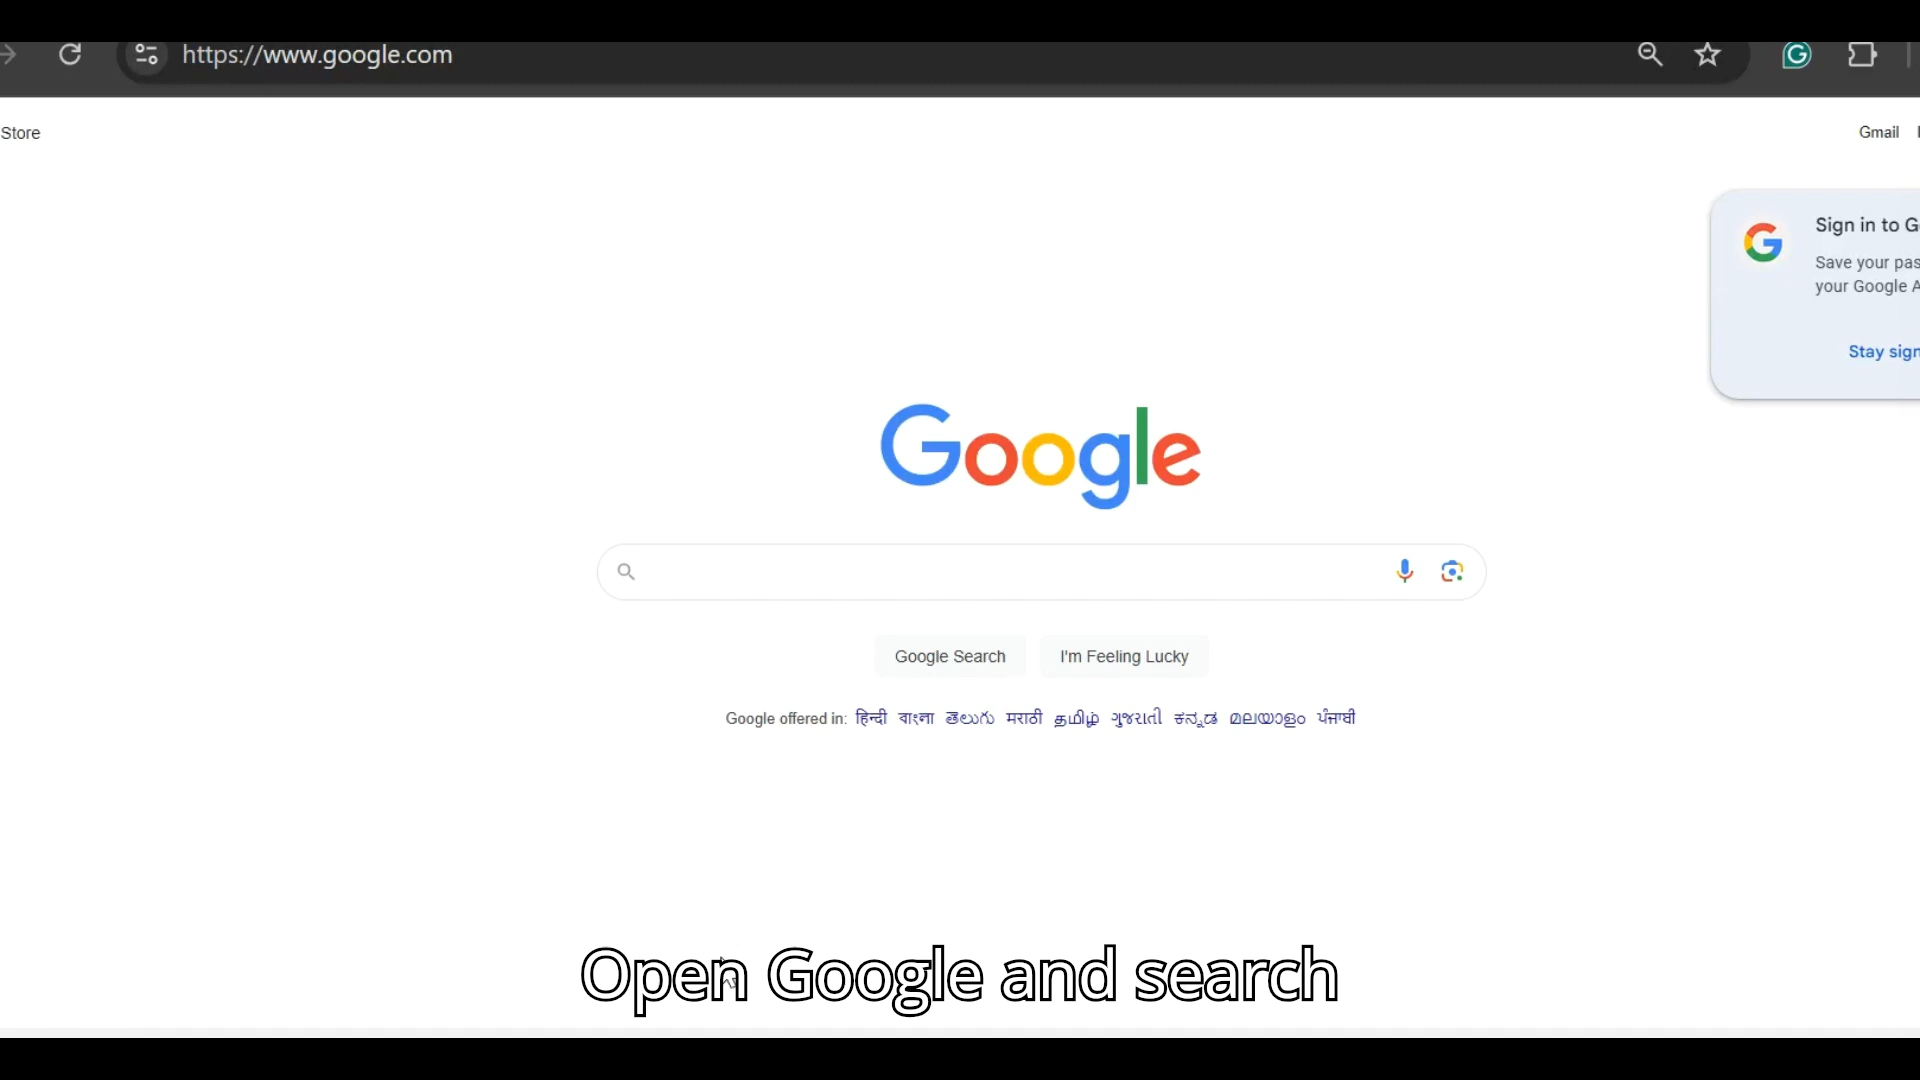 https://www.google.com
Store
Gmail
Sign in to G
Save your pas
your Google A
Stay sign
Google
Google Search
I'm Feeling Lucky
Google offered in: हिन्दी বাংলা తెలుగు मराठी தமிழ் ગુજરાતી ಕನ್ನಡ മലയാളം ਪੰਜਾਬੀ
Open Google and search